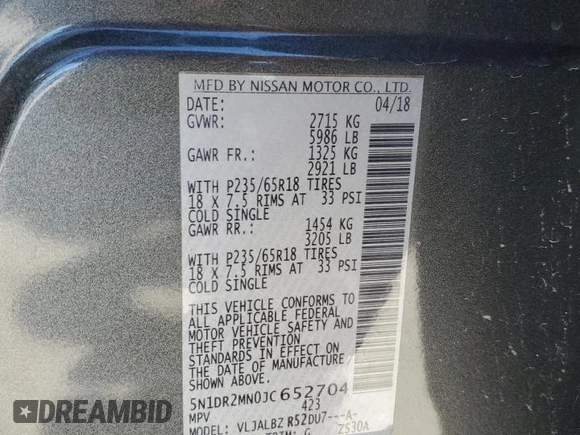 MFD BY NISSAN MOTOR CO., LTD.
DATE: 04/18
GVWR: 2715 KG
5986 LB
GAWR FR.: 1325 KG
2921 LB
WITH P235/65R18 TIRES
18 X 7.5 RIMS AT 33 PSI
COLD SINGLE
GAWR RR.: 1454 KG
3205 LB
WITH P235/65R18 TIRES
18 X 7.5 RIMS AT 33 PSI
COLD SINGLE
THIS VEHICLE CONFORMS TO
ALL APPLICABLE FEDERAL
MOTOR VEHICLE SAFETY AND
THEFT PREVENTION
STANDARDS IN EFFECT ON
THE DATE OF MANUFACTURE
SHOWN ABOVE.
5N1DR2MN0JC652704
MPV 423
MODEL: VLJALBZ R52DU7---A-
TRIM: G ZS30A
BIDHISTORY